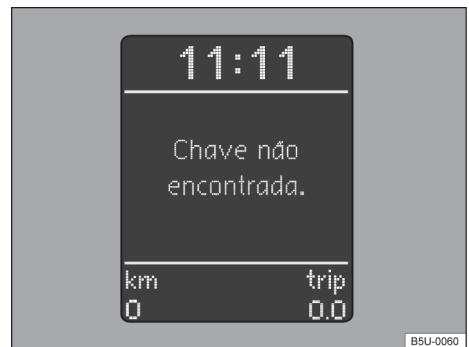 11:11
Chave não
encontrada.
km trip
0 0.0
B5U-0060